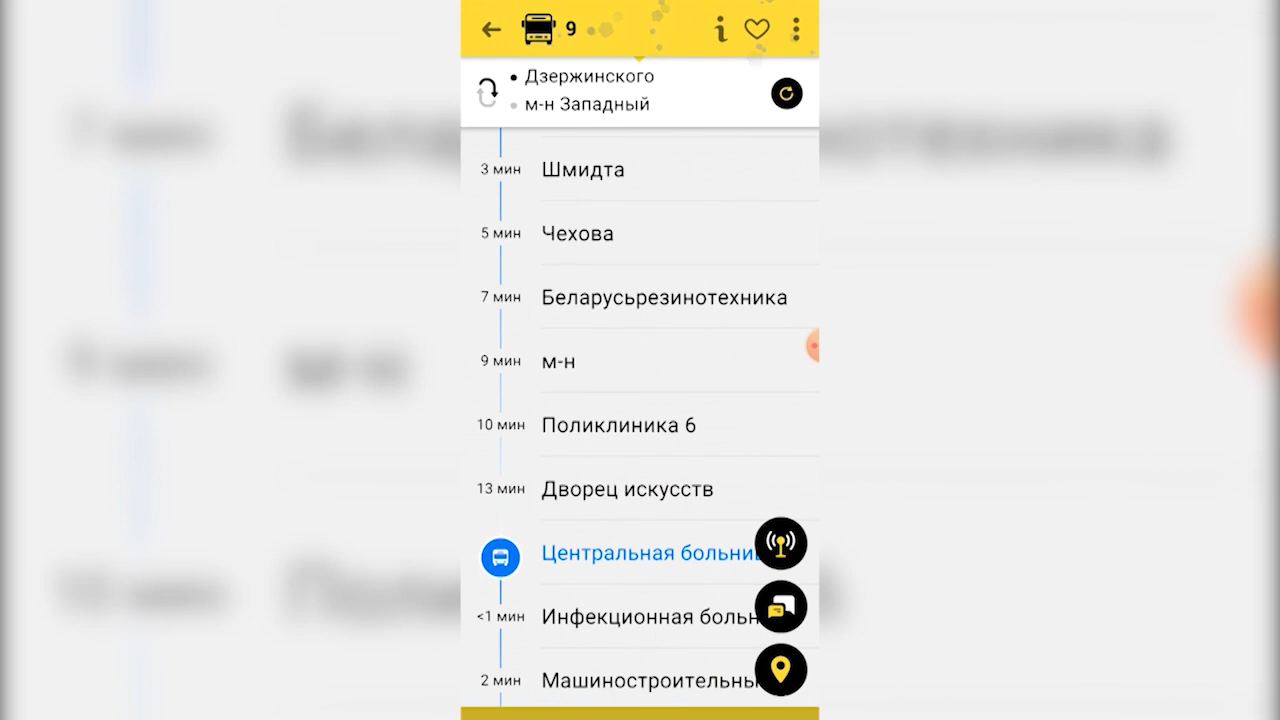 9
Дзержинского
м-н Западный
3 мин Шмидта
5 мин Чехова
7 мин Беларусьрезинотехника
9 мин м-н
10 мин Поликлиника 6
13 мин Дворец искусств
Центральная больни
<1 мин Инфекционная больн
2 мин Машиностроительны